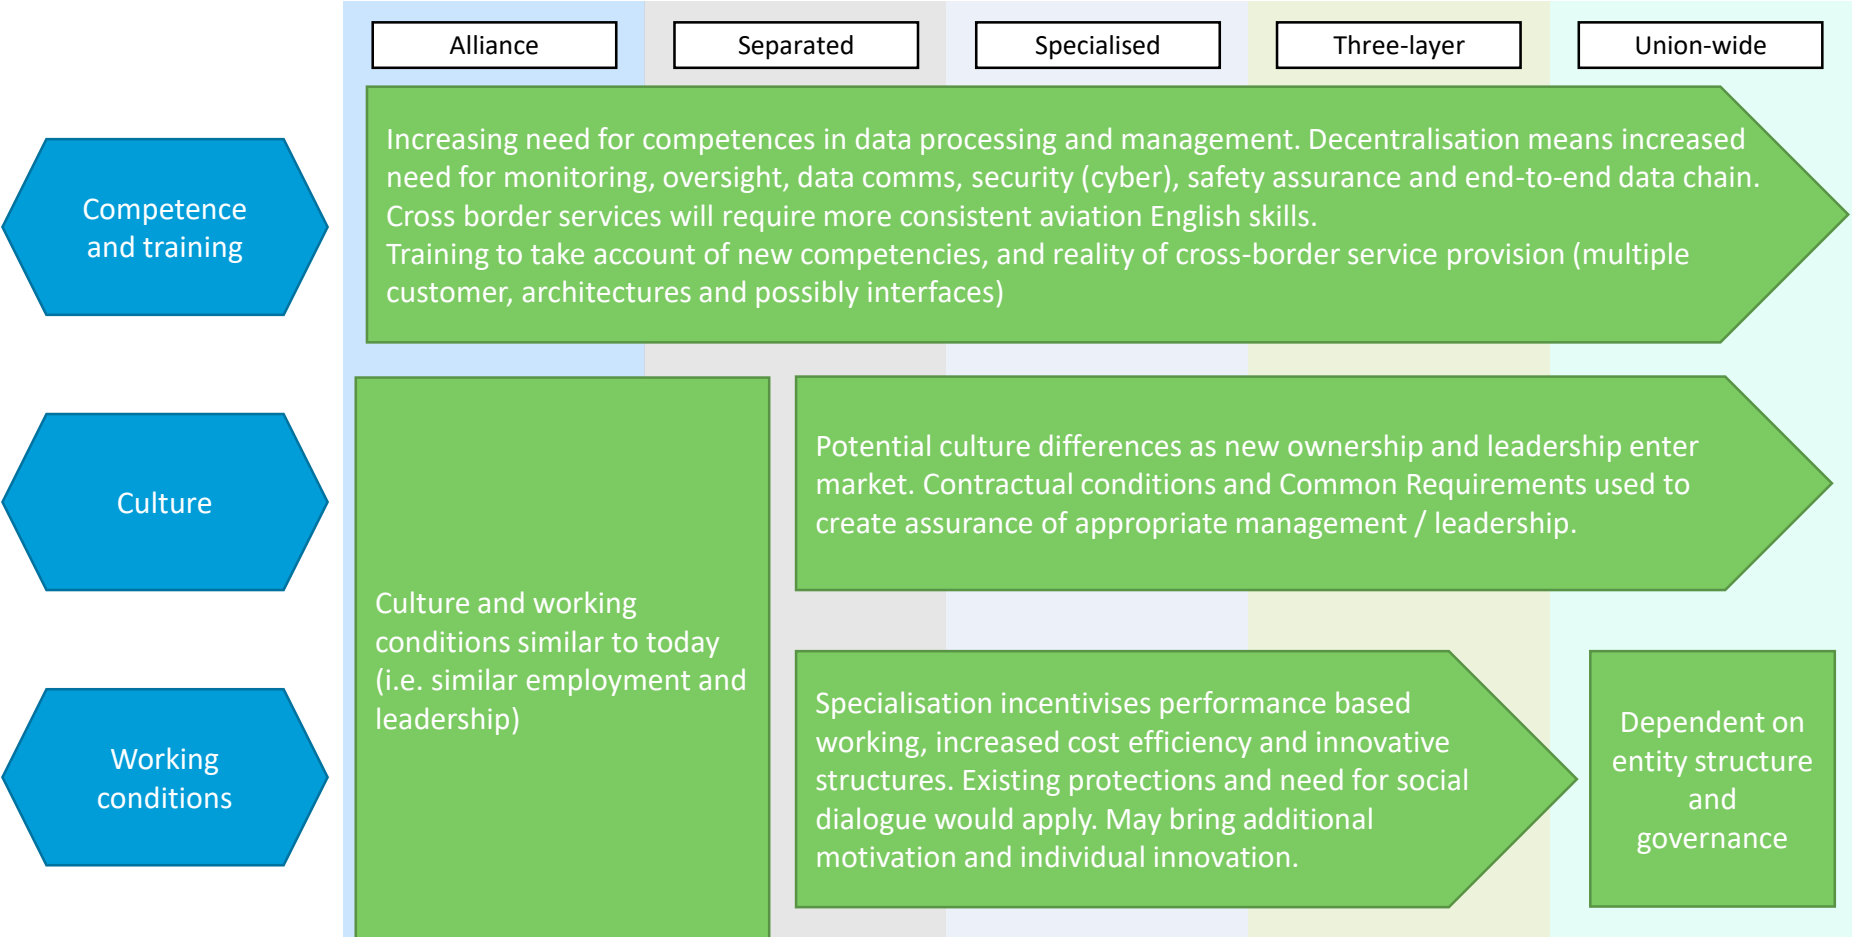 Alliance
Separated
Specialised
Three-layer
Union-wide
Competence
and training
Increasing need for competences in data processing and management. Decentralisation means increased
need for monitoring, oversight, data comms, security (cyber), safety assurance and end-to-end data chain.
Cross border services will require more consistent aviation English skills.
Training to take account of new competencies, and reality of cross-border service provision (multiple
customer, architectures and possibly interfaces)
Culture
Culture and working
conditions similar to today
(i.e. similar employment and
leadership)
Potential culture differences as new ownership and leadership enter
market. Contractual conditions and Common Requirements used to
create assurance of appropriate management / leadership.
Working
conditions
Specialisation incentivises performance based
working, increased cost efficiency and innovative
structures. Existing protections and need for social
dialogue would apply. May bring additional
motivation and individual innovation.
Dependent on
entity structure
and
governance